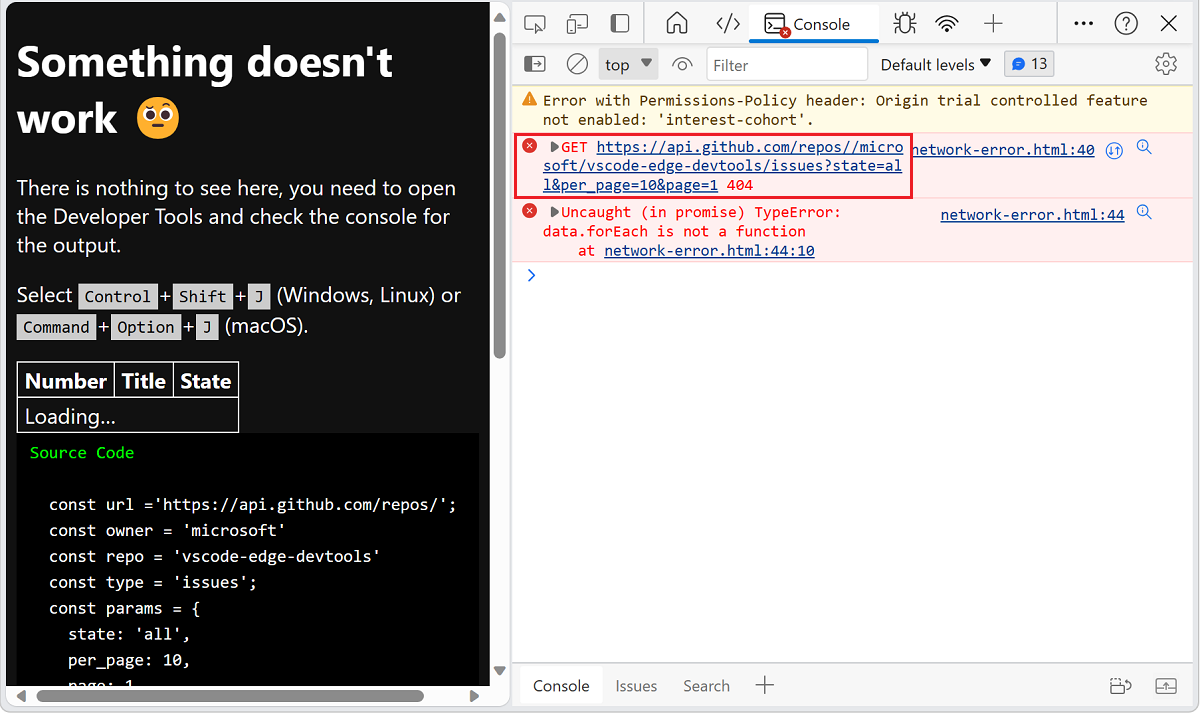 Something doesn't
work
There is nothing to see here, you need to open
the Developer Tools and check the console for
the output.
Select Control+Shift+J (Windows, Linux) or
Command+Option+J (macOS).
Number Title State
Loading...
Source Code
const url ='https://api.github.com/repos/';
const owner = 'microsoft'
const repo = 'vscode-edge-devtools'
const type = 'issues';
const params = {
state: 'all',
per_page: 10,
page: 1
Console
top
Filter
Default levels
13
Error with Permissions-Policy header: Origin trial controlled feature
not enabled: 'interest-cohort'.
GET https://api.github.com/repos//micro network-error.html:40
soft/vscode-edge-devtools/issues?state=al
l&per_page=10&page=1 404
Uncaught (in promise) TypeError: network-error.html:44
data.forEach is not a function
at network-error.html:44:10
Console Issues Search